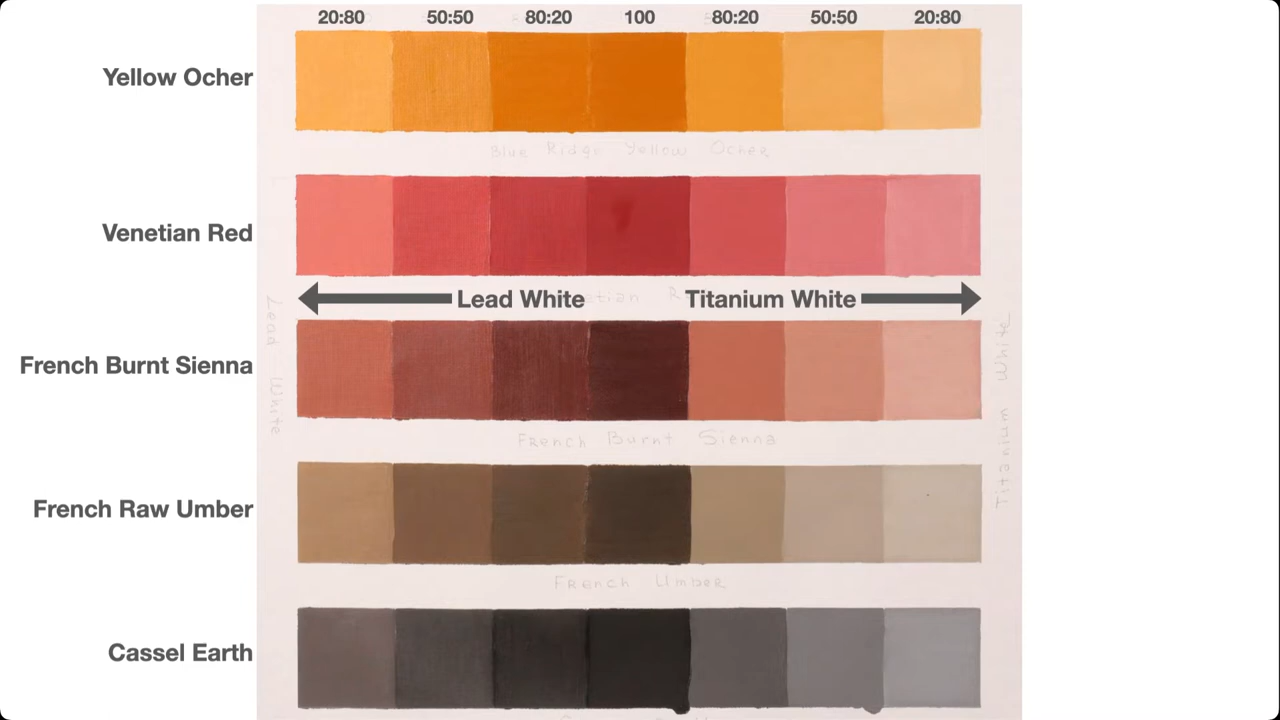 20:80 50:50 80:20 100 80:20 50:50 20:80
Yellow Ocher
Blue Ridge Yellow Ocher
Venetian Red
Lead White Titanium White
Lead White
Titanium White
French Burnt Sienna
French Burnt Sienna
French Raw Umber
French Umber
Cassel Earth